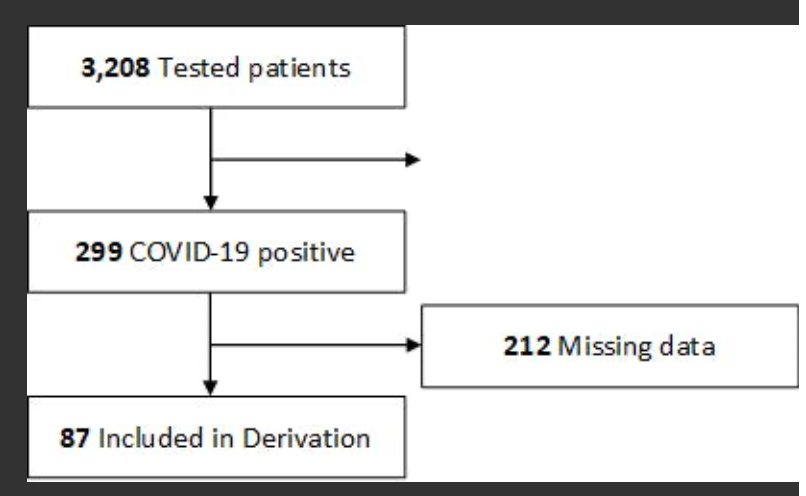 3,208 Tested patients
299 COVID-19 positive
212 Missing data
87 Included in Derivation